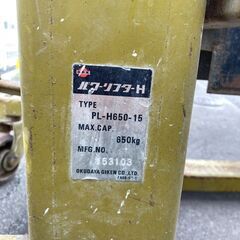 パワーリフター-H
TYPE
PL-H650-15
MAX.CAP.
650kg
MFG.NO.
153103
OKUDAYA GIKEN CO.,LTD.